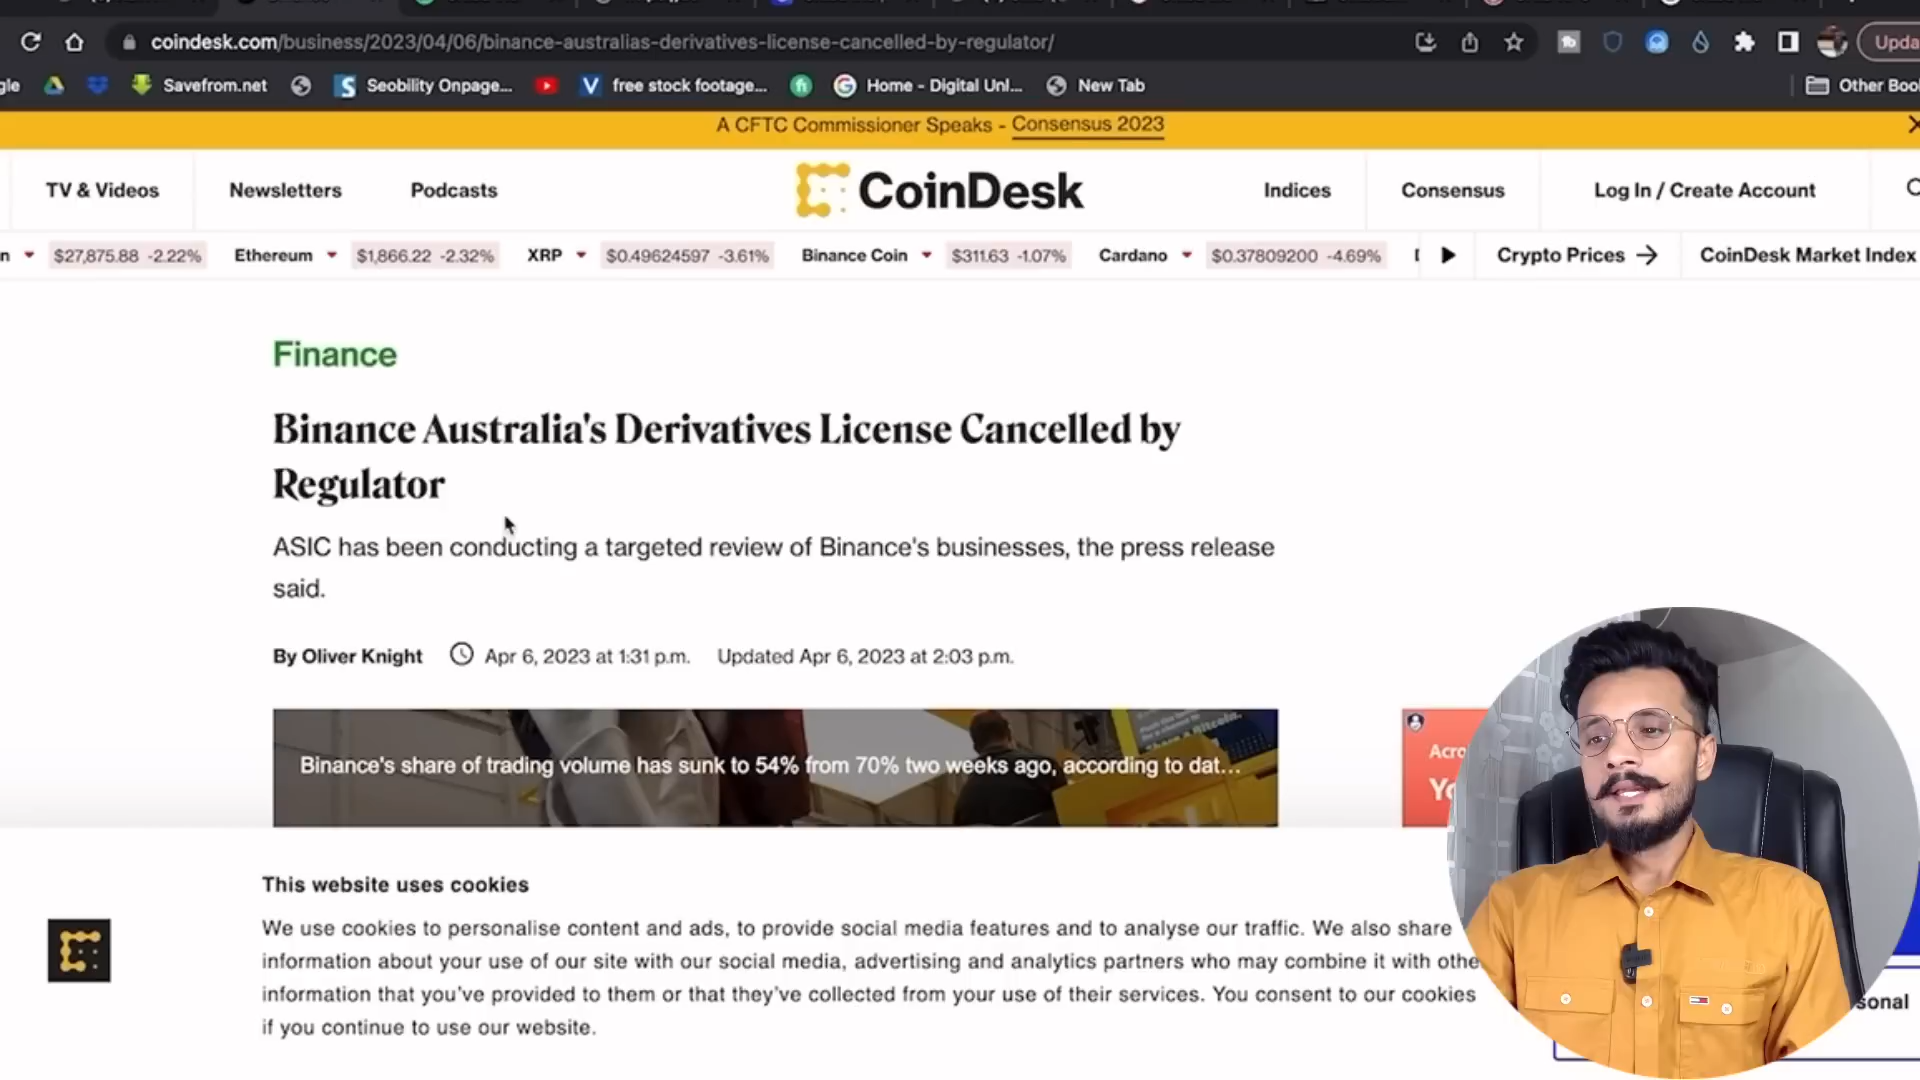 coindesk.com/business/2023/04/06/binance-australias-derivatives-license-cancelled-by-regulator/
Savefrom.net
Seobility Onpage...
free stock footage...
Home - Digital Unl...
New Tab
A CFTC Commissioner Speaks - Consensus 2023
TV & Videos
Newsletters
Podcasts
CoinDesk
Indices
Consensus
Log In / Create Account
$27,875.88 -2.22%
Ethereum
$1,866.22 -2.32%
XRP
$0.49624597 -3.61%
Binance Coin
$311.63 -1.07%
Cardano
$0.37809200 -4.69%
Crypto Prices
CoinDesk Market Index
Finance
Binance Australia's Derivatives License Cancelled by
Regulator
ASIC has been conducting a targeted review of Binance's businesses, the press release
said.
By Oliver Knight
Apr 6, 2023 at 1:31 p.m.
Updated Apr 6, 2023 at 2:03 p.m.
Binance's share of trading volume has sunk to 54% from 70% two weeks ago, according to dat...
This website uses cookies
We use cookies to personalise content and ads, to provide social media features and to analyse our traffic. We also share
information about your use of our site with our social media, advertising and analytics partners who may combine it with othe
information that you've provided to them or that they've collected from your use of their services. You consent to our cookies
if you continue to use our website.